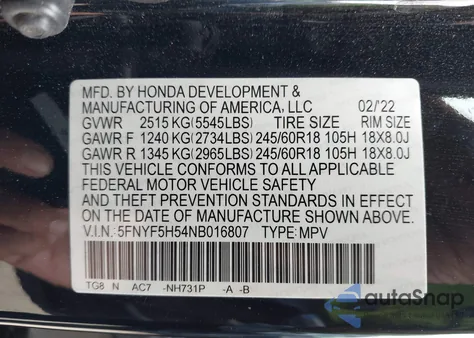 MFD. BY HONDA DEVELOPMENT &
MANUFACTURING OF AMERICA, LLC 02/'22
GVWR 2515 KG(5545LBS) TIRE SIZE RIM SIZE
GAWR F 1240 KG(2734LBS) 245/60R18 105H 18X8.0J
GAWR R 1345 KG(2965LBS) 245/60R18 105H 18X8.0J
THIS VEHICLE CONFORMS TO ALL APPLICABLE
FEDERAL MOTOR VEHICLE SAFETY
AND THEFT PREVENTION STANDARDS IN EFFECT
ON THE DATE OF MANUFACTURE SHOWN ABOVE.
V.I.N.: 5FNYF5H54NB016807 TYPE: MPV
TG8 N AC7 -NH731P -A -B
autoSnap
www.autosnap.com